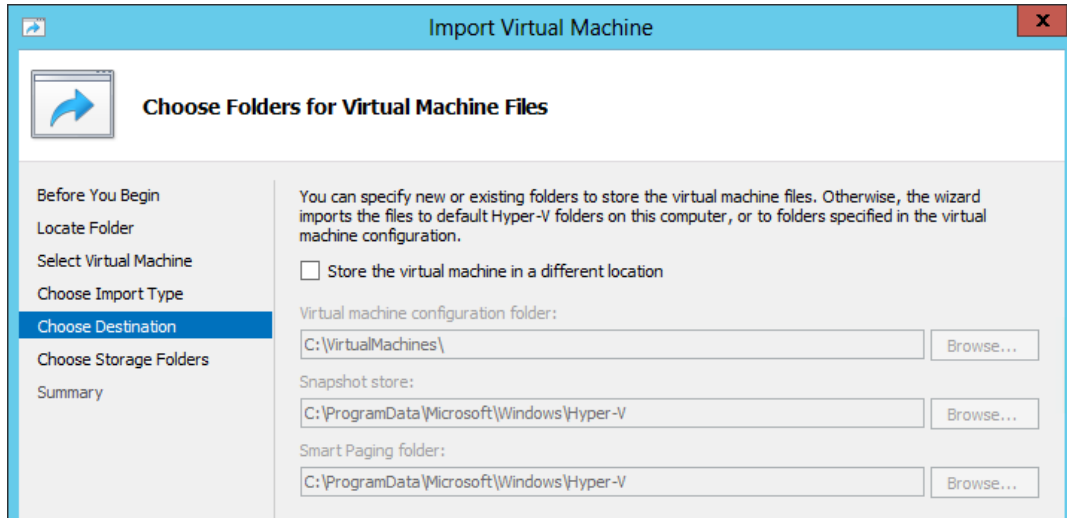 Import Virtual Machine
x
Choose Folders for Virtual Machine Files
Before You Begin
Locate Folder
Select Virtual Machine
Choose Import Type
Choose Destination
Choose Storage Folders
Summary
You can specify new or existing folders to store the virtual machine files. Otherwise, the wizard
imports the files to default Hyper-V folders on this computer, or to folders specified in the virtual
machine configuration.
Store the virtual machine in a different location
Virtual machine configuration folder:
C:\VirtualMachines\
Browse...
Snapshot store:
C:\ProgramData\Microsoft\Windows\Hyper-V
Browse...
Smart Paging folder:
C:\ProgramData\Microsoft\Windows\Hyper-V
Browse...